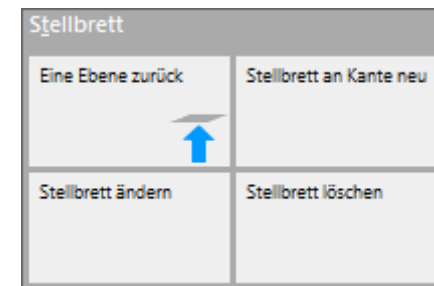 Stellbrett
Eine Ebene zurück
Stellbrett an Kante neu
Stellbrett ändern
Stellbrett löschen